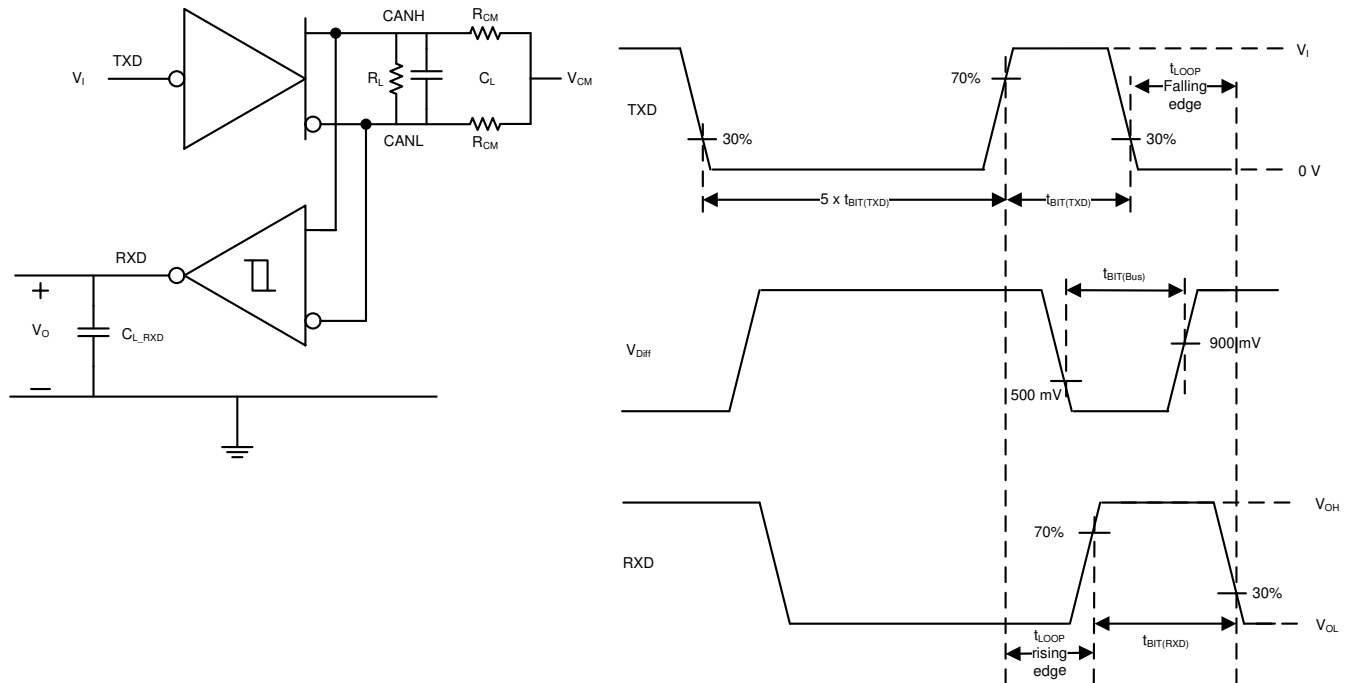 CANH
R_CM
TXD
V_I
R_L
C_L
V_CM
CANL
R_CM
RXD
+
V_O
C_L_RXD
—
V_I
t_LOOP
Falling
edge
70%
TXD
30%
30%
0 V
5 x t_BIT(TXD)
t_BIT(TXD)
t_BIT(Bus)
V_Diff
900 mV
500 mV
V_OH
70%
RXD
30%
V_OL
t_LOOP
rising
edge
t_BIT(RXD)